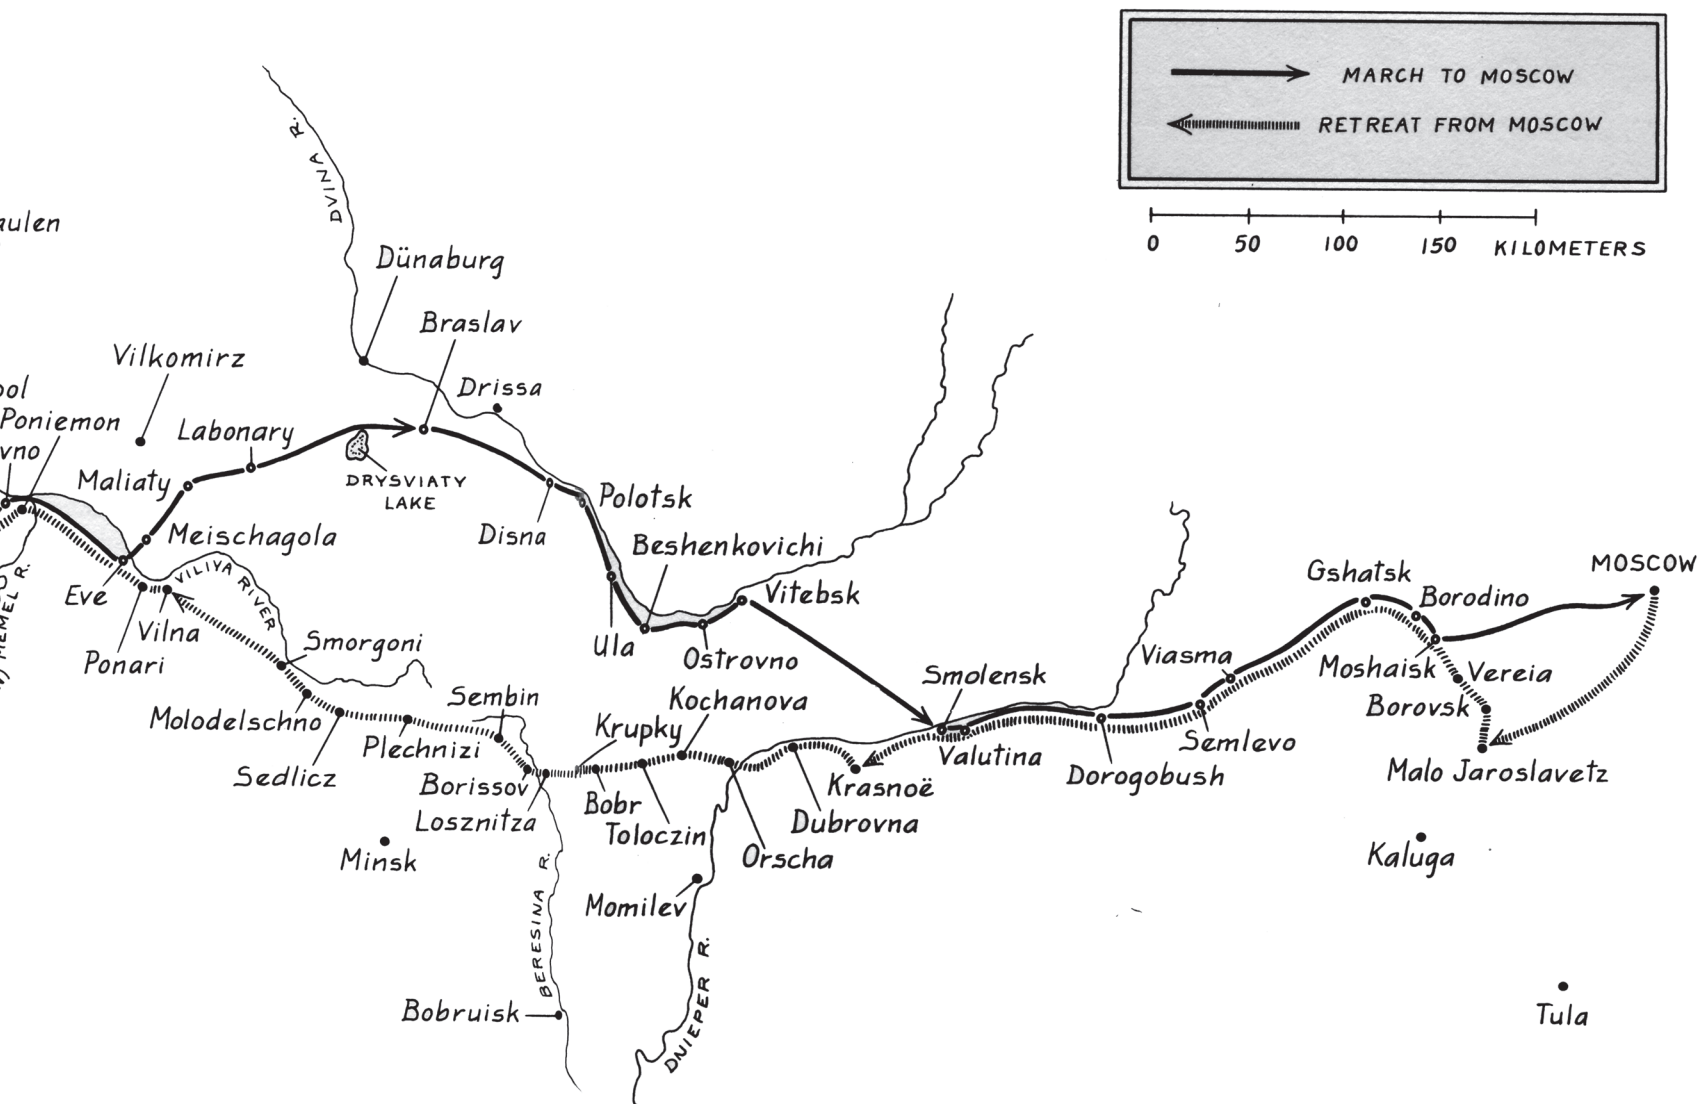 MARCH TO MOSCOW
RETREAT FROM MOSCOW
0 50 100 150 KILOMETERS
DVINA R.
aulen
Dünaburg
Braslav
Vilkomirz
Drissa
ool
Poniemon
vno
Labonary
Maliaty
DRYSVIATY
LAKE
Polotsk
Disna
Meischagola
Beshenkovichi
Eve
VILIYA RIVER
MEMEL R.
Vilna
Ponari
Smorgoni
Ula
Ostrovno
Vitebsk
Gshatsk
Borodino
MOSCOW
Moshaisk
Vereia
Borovsk
Viasma
Smolensk
Valutina
Semlevo
Dorogobush
Malo Jaroslavetz
Molodelschno
Sedlicz
Plechnizi
Sembin
Kochanova
Krupky
Borissov
Losznitza
Bobr
Toloczin
Krasnoë
Dubrovna
Orscha
Minsk
Kaluga
Momilev
BERESINA R.
DNIEPER R.
Bobruisk
Tula